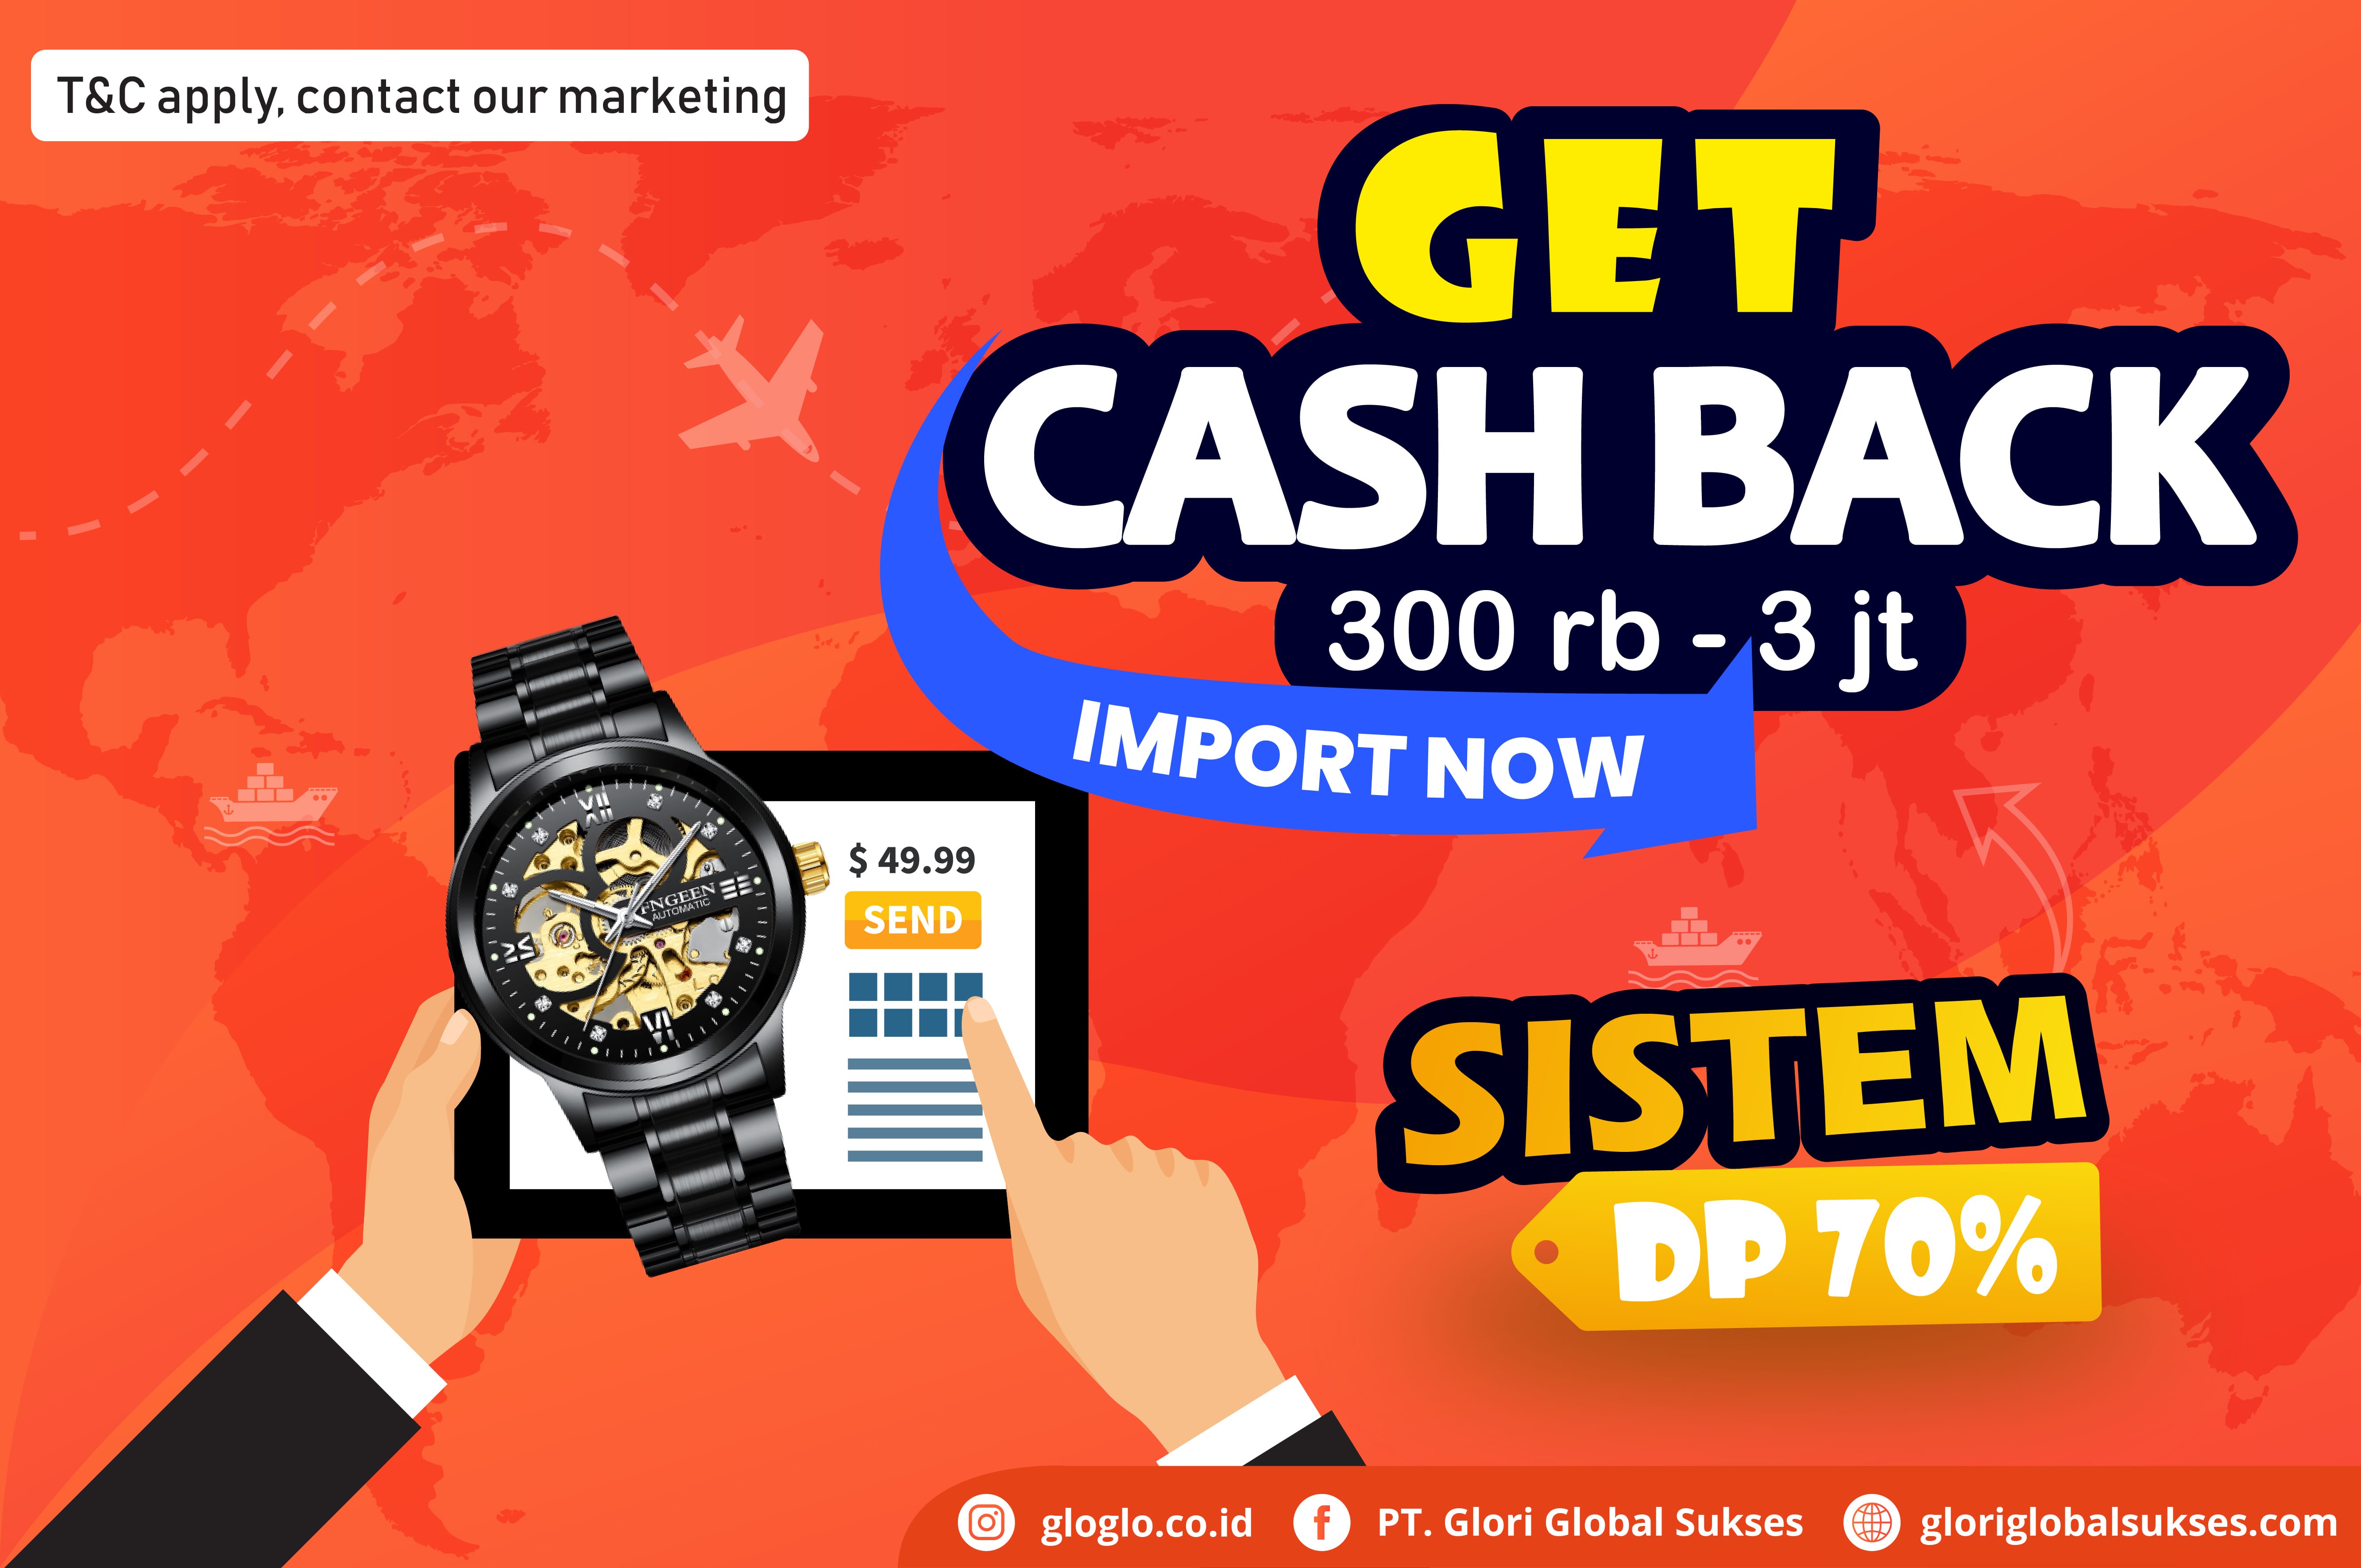 T&C apply, contact our marketing
GET
CASH BACK
300 rb - 3 jt
IMPORT NOW
$ 49.99
SEND
FNGEEN
AUTOMATIC
SISTEM
DP 70%
gloglo.co.id
PT. Glori Global Sukses
gloriglobalsukses.com